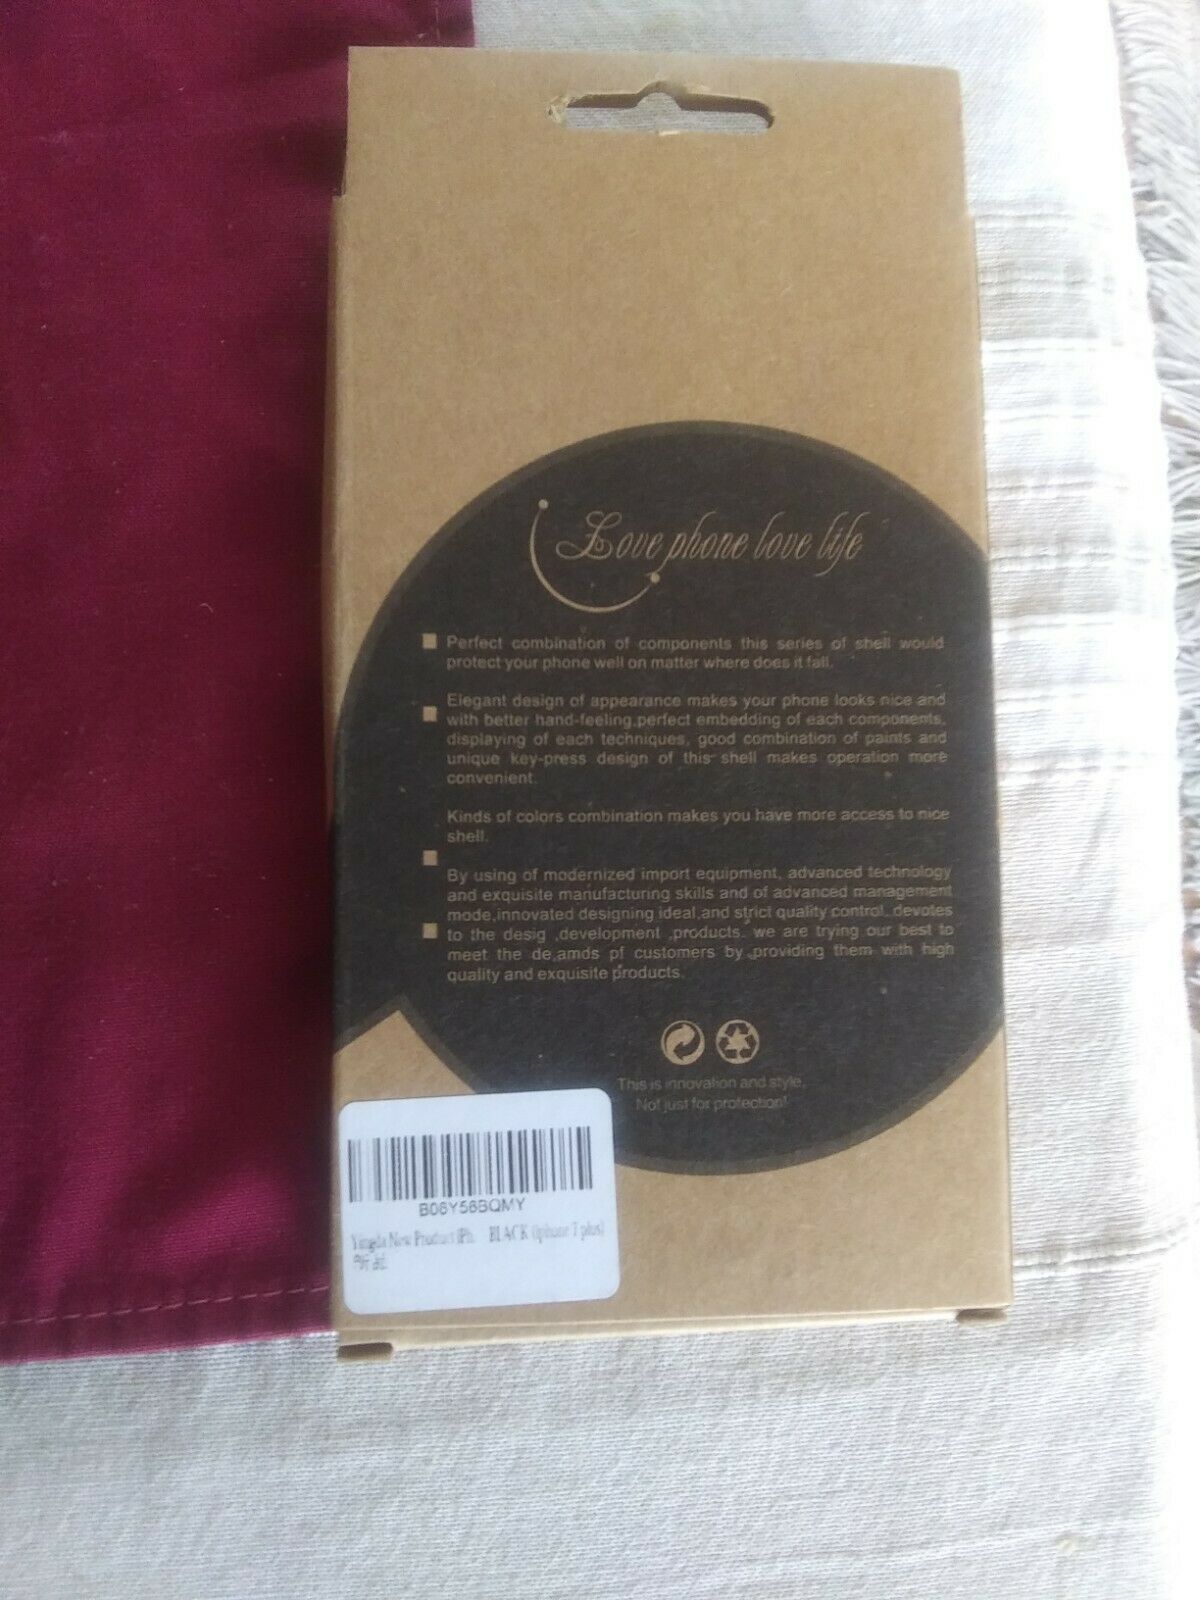 Love phone love life
Perfect combination of components this series of shell would
protect your phone well on matter where does it fall.
Elegant design of appearance makes your phone looks nice and
with better hand-feeling,perfect embedding of each components,
displaying of each techniques, good combination of paints and
unique key-press design of this shell makes operation more
convenient.
Kinds of colors combination makes you have more access to nice
shell.
By using of modernized import equipment, advanced technology
and exquisite manufacturing skills and of advanced management
mode,innovated designing ideal,and strict quality control, devotes
to the desig ,development ,products. we are trying our best to
meet the de,amds pf customers by providing them with high
quality and exquisite products.
This is innovation and style,
Not just for protection!
B06Y56BQMY
New Product iPh. BLACK (iphone 7 plus)